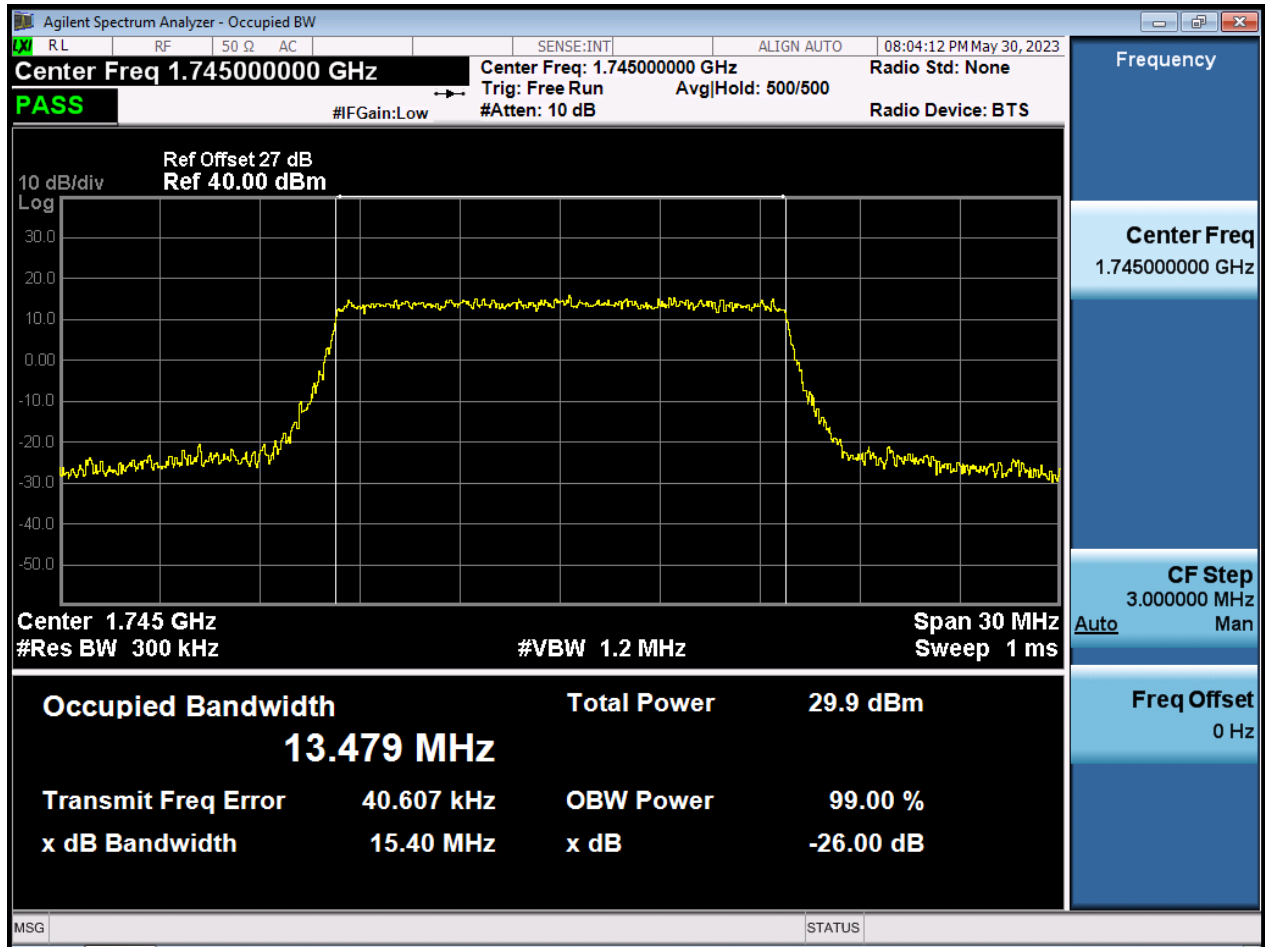 Agilent Spectrum Analyzer - Occupied BW
LXI RL RF 50 Ω AC SENSE:INT ALIGN AUTO 08:04:12 PM May 30, 2023
Center Freq 1.745000000 GHz
PASS
#IFGain:Low
Center Freq: 1.745000000 GHz
Trig: Free Run Avg|Hold: 500/500
#Atten: 10 dB
Radio Std: None
Radio Device: BTS
Ref Offset 27 dB
10 dB/div Ref 40.00 dBm
Log
30.0
20.0
10.0
0.00
-10.0
-20.0
-30.0
-40.0
-50.0
Center 1.745 GHz Span 30 MHz
#Res BW 300 kHz #VBW 1.2 MHz Sweep 1 ms
Occupied Bandwidth Total Power 29.9 dBm
13.479 MHz
Transmit Freq Error 40.607 kHz OBW Power 99.00 %
x dB Bandwidth 15.40 MHz x dB -26.00 dB
MSG STATUS
Frequency
Center Freq
1.745000000 GHz
CF Step
3.000000 MHz
Auto Man
Freq Offset
0 Hz